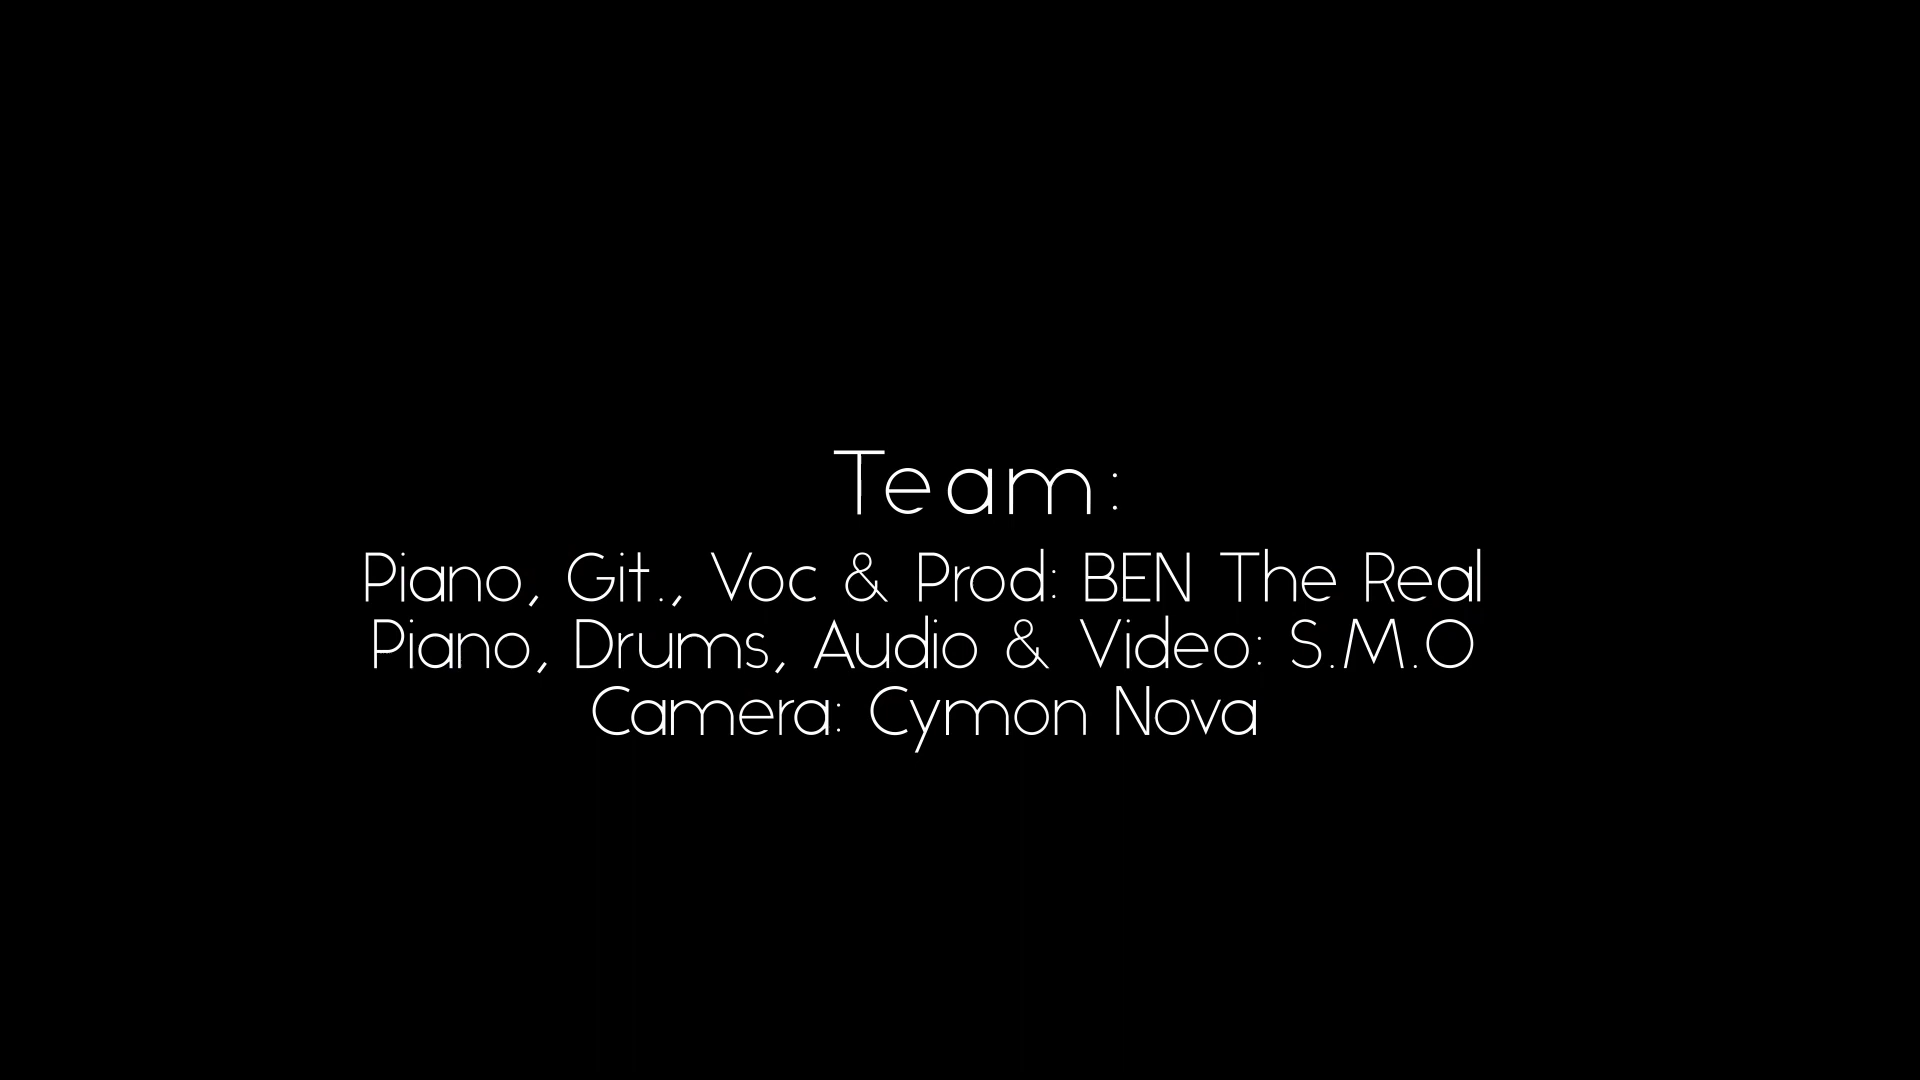 Team:
Piano, Git., Voc & Prod: BEN The Real
Piano, Drums, Audio & Video: S.M.O
Camera: Cymon Nova